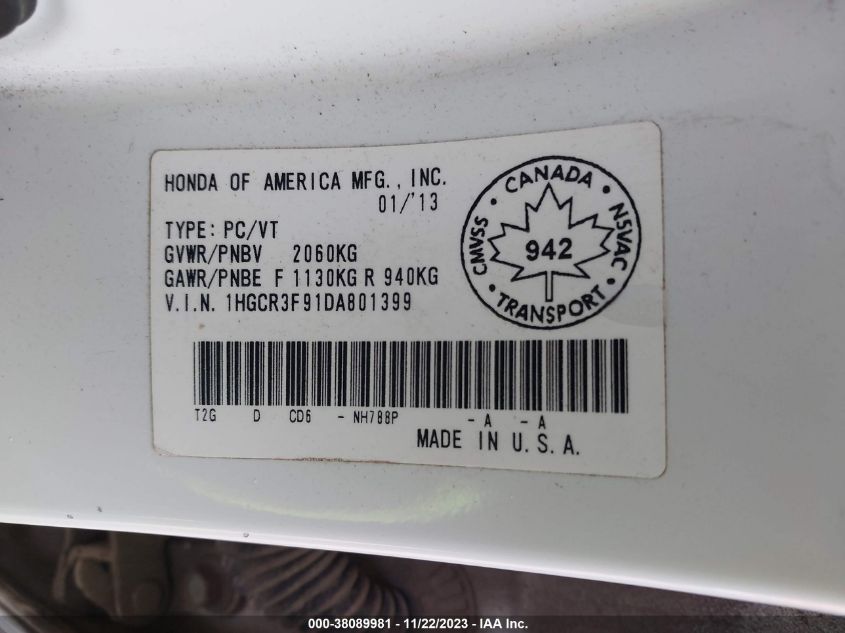 HONDA OF AMERICA MFG., INC.
01/'13
TYPE: PC/VT
GVWR/PNBV 2060KG
GAWR/PNBE F 1130KG R 940KG
V.I.N. 1HGCR3F91DA801399
CANADA
CMVSS
942
NSVAC
TRANSPORT
T2G D CD6 - NH788P - A - A
MADE IN U.S.A.
000-38089981 - 11/22/2023 - IAA Inc.